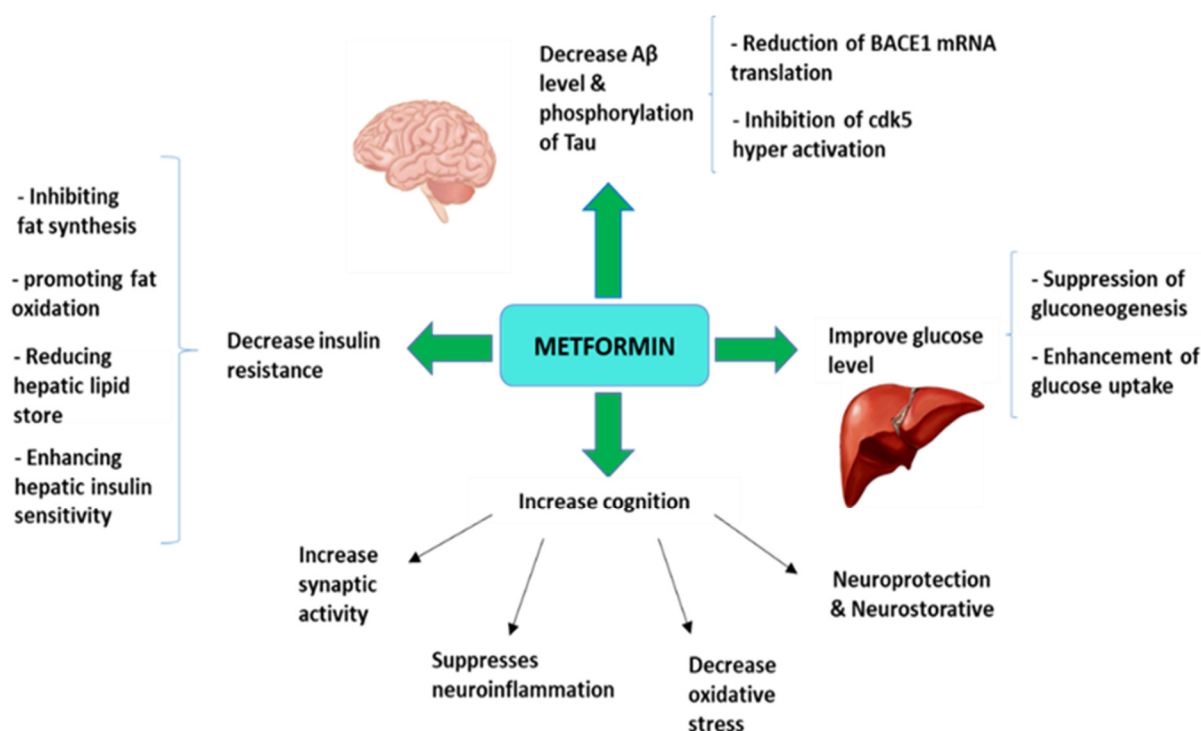 Decrease Aβ
level &
phosphorylation
of Tau
- Reduction of BACE1 mRNA
translation
- Inhibition of cdk5
hyper activation
- Inhibiting
fat synthesis
- promoting fat
oxidation
- Reducing
hepatic lipid
store
- Enhancing
hepatic insulin
sensitivity
Decrease insulin
resistance
METFORMIN
Improve glucose
level
- Suppression of
gluconeogenesis
- Enhancement of
glucose uptake
Increase cognition
Increase
synaptic
activity
Suppresses
neuroinflammation
Decrease
oxidative
stress
Neuroprotection
& Neurostorative